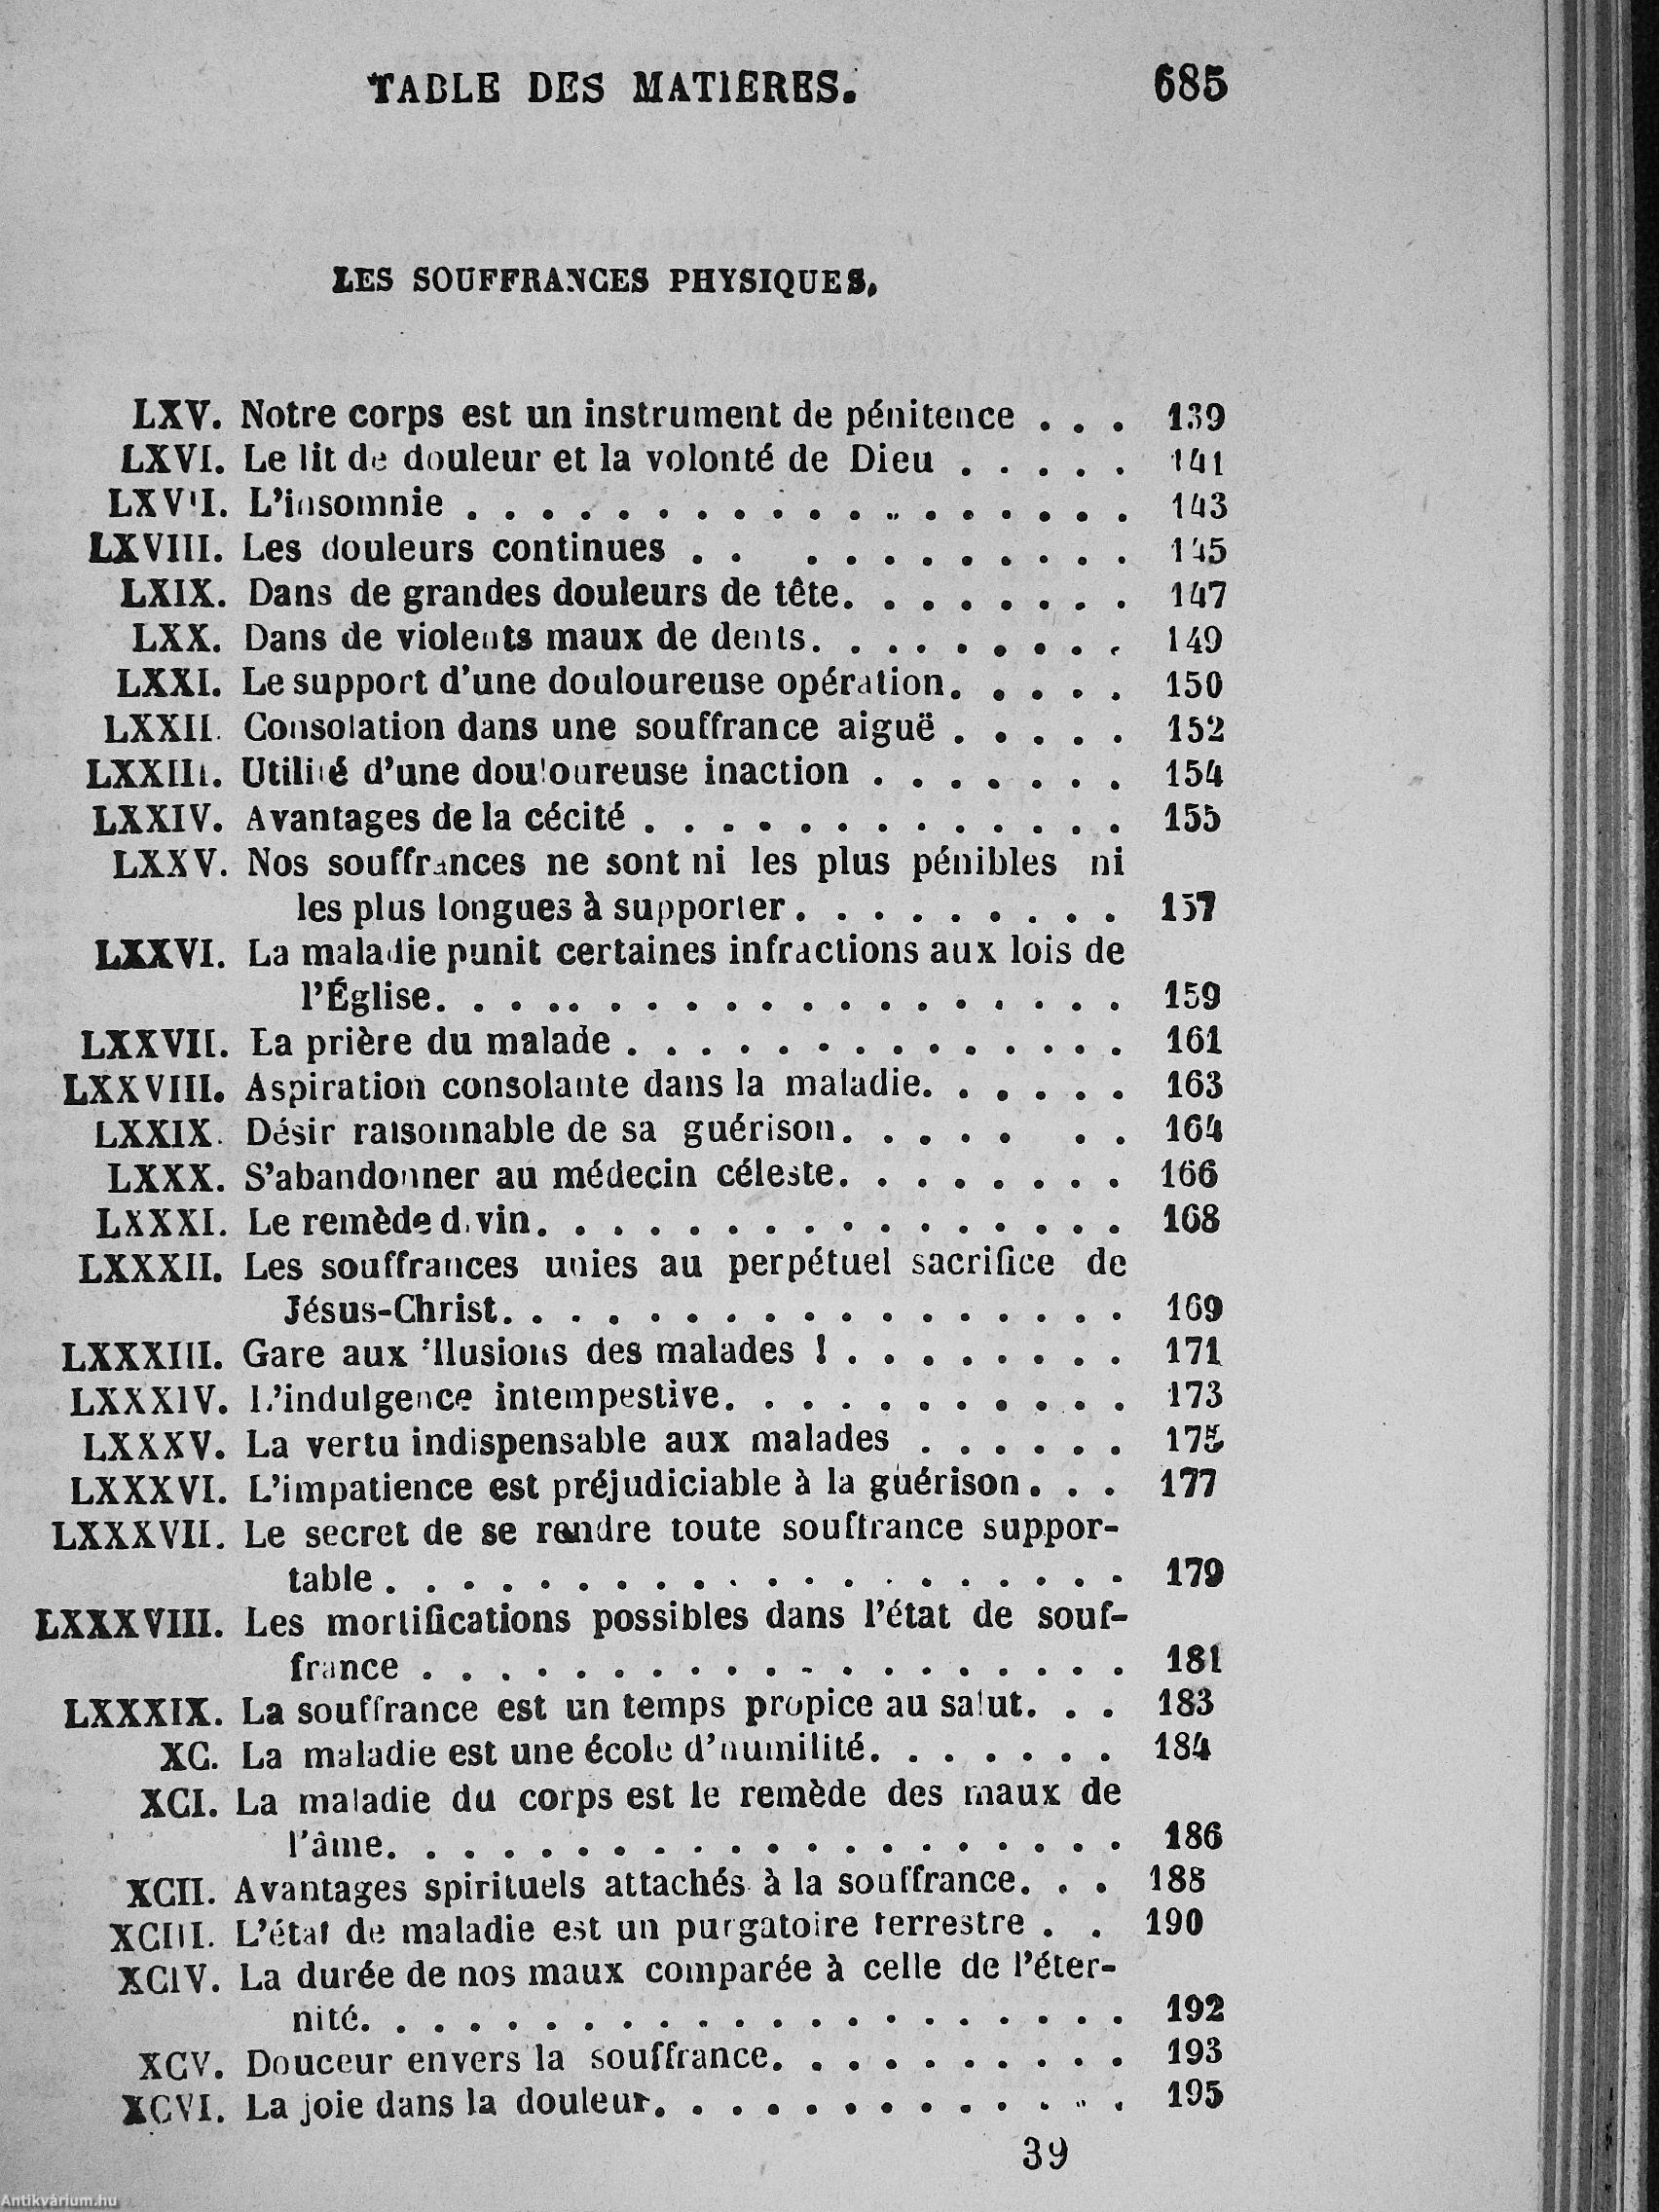 TABLE DES MATIERES. 685
LES SOUFFRANCES PHYSIQUES.
LXV. Notre corps est un instrument de pénitence . . . 139
LXVI. Le lit de douleur et la volonté de Dieu . . . . . 141
LXVII. L'insomnie . . . . . . . . . . . . . . . . . . 143
LXVIII. Les douleurs continues . . . . . . . . . . . 145
LXIX. Dans de grandes douleurs de tête. . . . . . . . 147
LXX. Dans de violents maux de dents. . . . . . . . . 149
LXXI. Le support d'une douloureuse opération. . . . . 150
LXXII. Consolation dans une souffrance aiguë . . . . . 152
LXXIII. Utilité d'une douloureuse inaction . . . . . . . 154
LXXIV. Avantages de la cécité . . . . . . . . . . . . . 155
LXXV. Nos souffrances ne sont ni les plus pénibles ni
les plus longues à supporter. . . . . . . . . 157
LXXVI. La maladie punit certaines infractions aux lois de
l'Église. . . . . . . . . . . . . . . . . . . 159
LXXVII. La prière du malade . . . . . . . . . . . . . . 161
LXXVIII. Aspiration consolante dans la maladie. . . . . . 163
LXXIX. Désir raisonnable de sa guérison. . . . . . . 164
LXXX. S'abandonner au médecin céleste. . . . . . . . 166
LXXXI. Le remède divin. . . . . . . . . . . . . . . . 168
LXXXII. Les souffrances unies au perpétuel sacrifice de
Jésus-Christ. . . . . . . . . . . . . . . . . 169
LXXXIII. Gare aux illusions des malades ! . . . . . . . . 171
LXXXIV. L'indulgence intempestive. . . . . . . . . . . 173
LXXXV. La vertu indispensable aux malades . . . . . . 175
LXXXVI. L'impatience est préjudiciable à la guérison. . . 177
LXXXVII. Le secret de se rendre toute souffrance suppor-
table . . . . . . . . . . . . . . . . . . . . 179
LXXXVIII. Les mortifications possibles dans l'état de souf-
france . . . . . . . . . . . . . . . . . . . 181
LXXXIX. La souffrance est un temps propice au salut. . . 183
XC. La maladie est une école d'humilité. . . . . . . 184
XCI. La maladie du corps est le remède des maux de
l'âme. . . . . . . . . . . . . . . . . . . . 186
XCII. Avantages spirituels attachés à la souffrance. . . 188
XCIII. L'état de maladie est un purgatoire terrestre . . 190
XCIV. La durée de nos maux comparée à celle de l'éter-
nité. . . . . . . . . . . . . . . . . . . . . 192
XCV. Douceur envers la souffrance. . . . . . . . . . 193
XCVI. La joie dans la douleur. . . . . . . . . . . . . 195
39
Antikvárium.hu